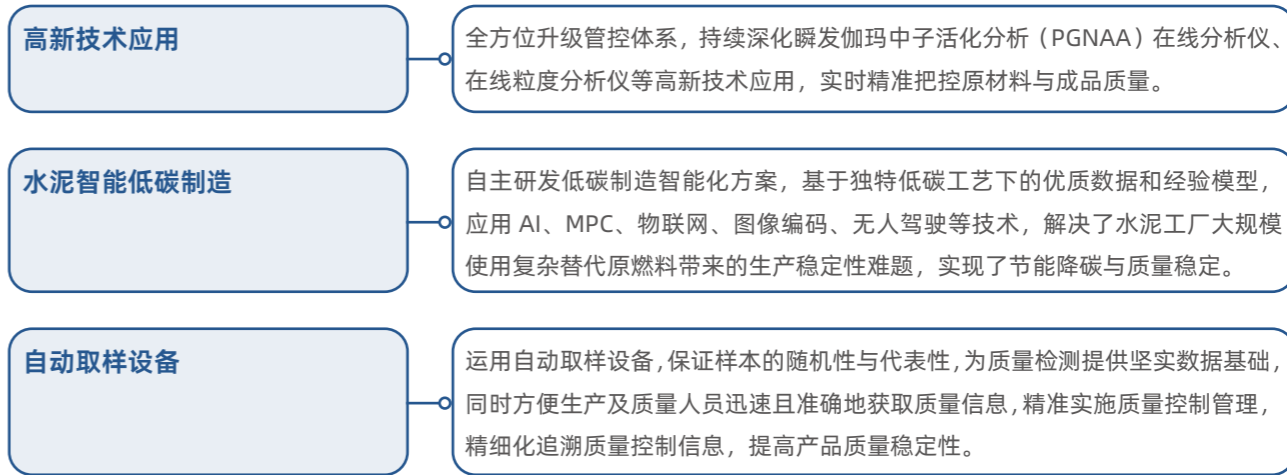 高新技术应用
全方位升级管控体系，持续深化瞬发伽玛中子活化分析（PGNAA）在线分析仪、
在线粒度分析仪等高新技术应用，实时精准把控原材料与成品质量。
水泥智能低碳制造
自主研发低碳制造智能化方案，基于独特低碳工艺下的优质数据和经验模型，
应用 AI、MPC、物联网、图像编码、无人驾驶等技术，解决了水泥工厂大规模
使用复杂替代原燃料带来的生产稳定性难题，实现了节能降碳与质量稳定。
自动取样设备
运用自动取样设备，保证样本的随机性与代表性，为质量检测提供坚实数据基础，
同时方便生产及质量人员迅速且准确地获取质量信息，精准实施质量控制管理，
精细化追溯质量控制信息，提高产品质量稳定性。